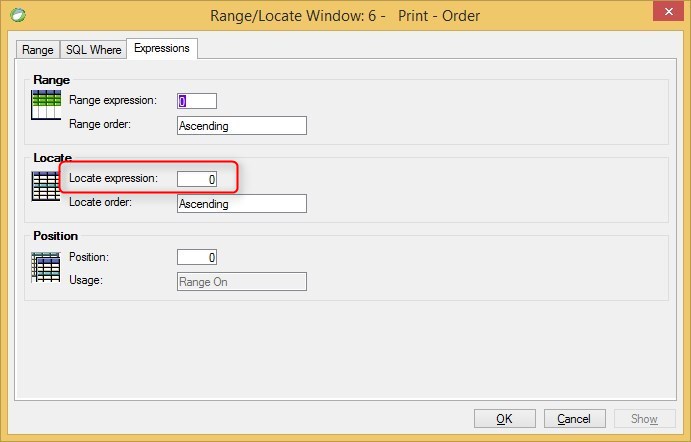 Range/Locate Window: 6 - Print - Order
Range SQL Where Expressions
Range
Range expression: 0
Range order: Ascending
Locate
Locate expression: 0
Locate order: Ascending
Position
Position: 0
Usage: Range On
OK Cancel Show